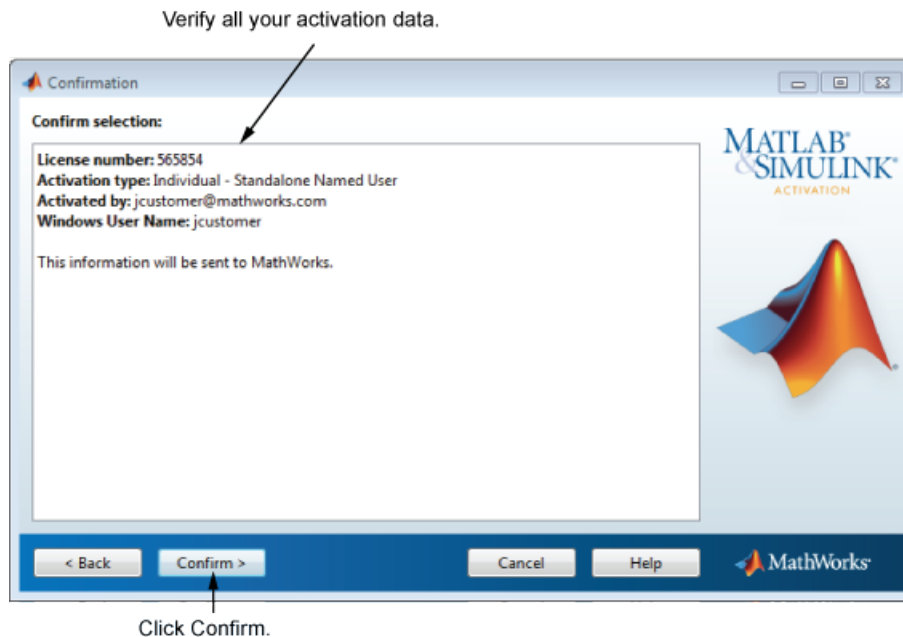 Verify all your activation data.
Confirmation
Confirm selection:
License number: 565854
Activation type: Individual - Standalone Named User
Activated by: jcustomer@mathworks.com
Windows User Name: jcustomer
This information will be sent to MathWorks.
MATLAB®
&SIMULINK®
ACTIVATION
®
< Back
Confirm >
Cancel
Help
MathWorks®
Click Confirm.